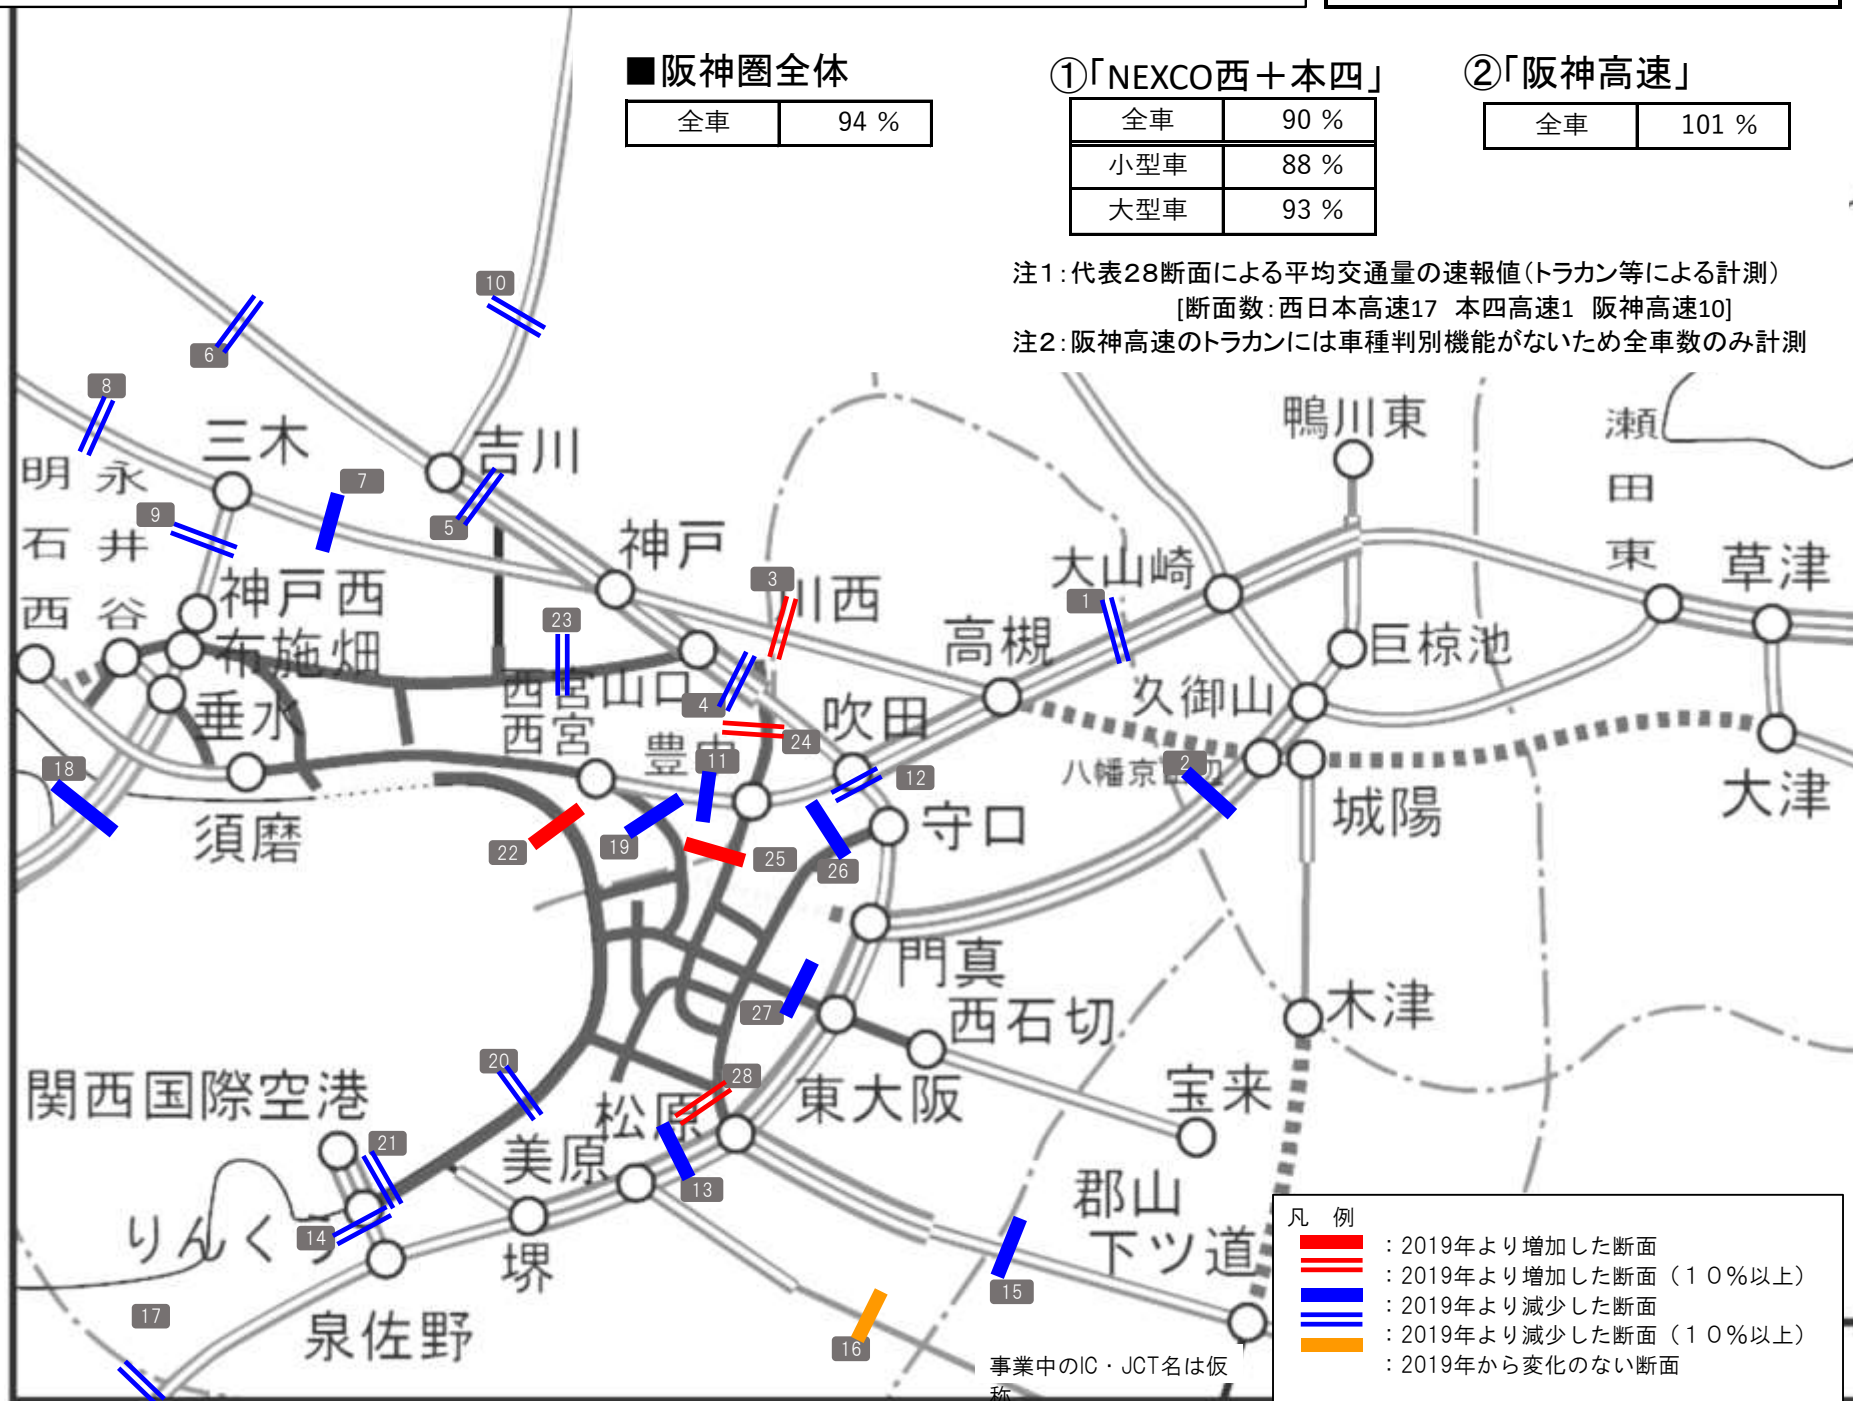 ■阪神圏全体
全車 94 %
①「NEXCO西＋本四」
全車 90 %
小型車 88 %
大型車 93 %
②「阪神高速」
全車 101 %
注1：代表28断面による平均交通量の速報値（トラカン等による計測）
[断面数：西日本高速17 本四高速1 阪神高速10]
注2：阪神高速のトラカンには車種判別機能がないため全車数のみ計測
10
6
8
三木
吉川
7
5
9
明石西
永井谷
神戸西
布施畑
神戸
3
川西
大山崎
1
鴨川東
瀬田東
草津
23
西宮山口
西宮
4
24
高槻
吹田
久御山
巨椋池
垂水
18
須磨
豊中
11
12
八幡京田辺
2
城陽
大津
22
19
25
26
守口
門真
27
西石切
木津
関西国際空港
20
28
松原
東大阪
宝来
21
美原
13
郡山
下ツ道
りんくう
14
堺
15
17
泉佐野
16
事業中のIC・JCT名は仮
称
凡 例
：2019年より増加した断面
：2019年より増加した断面（１０％以上）
：2019年より減少した断面
：2019年より減少した断面（１０％以上）
：2019年から変化のない断面